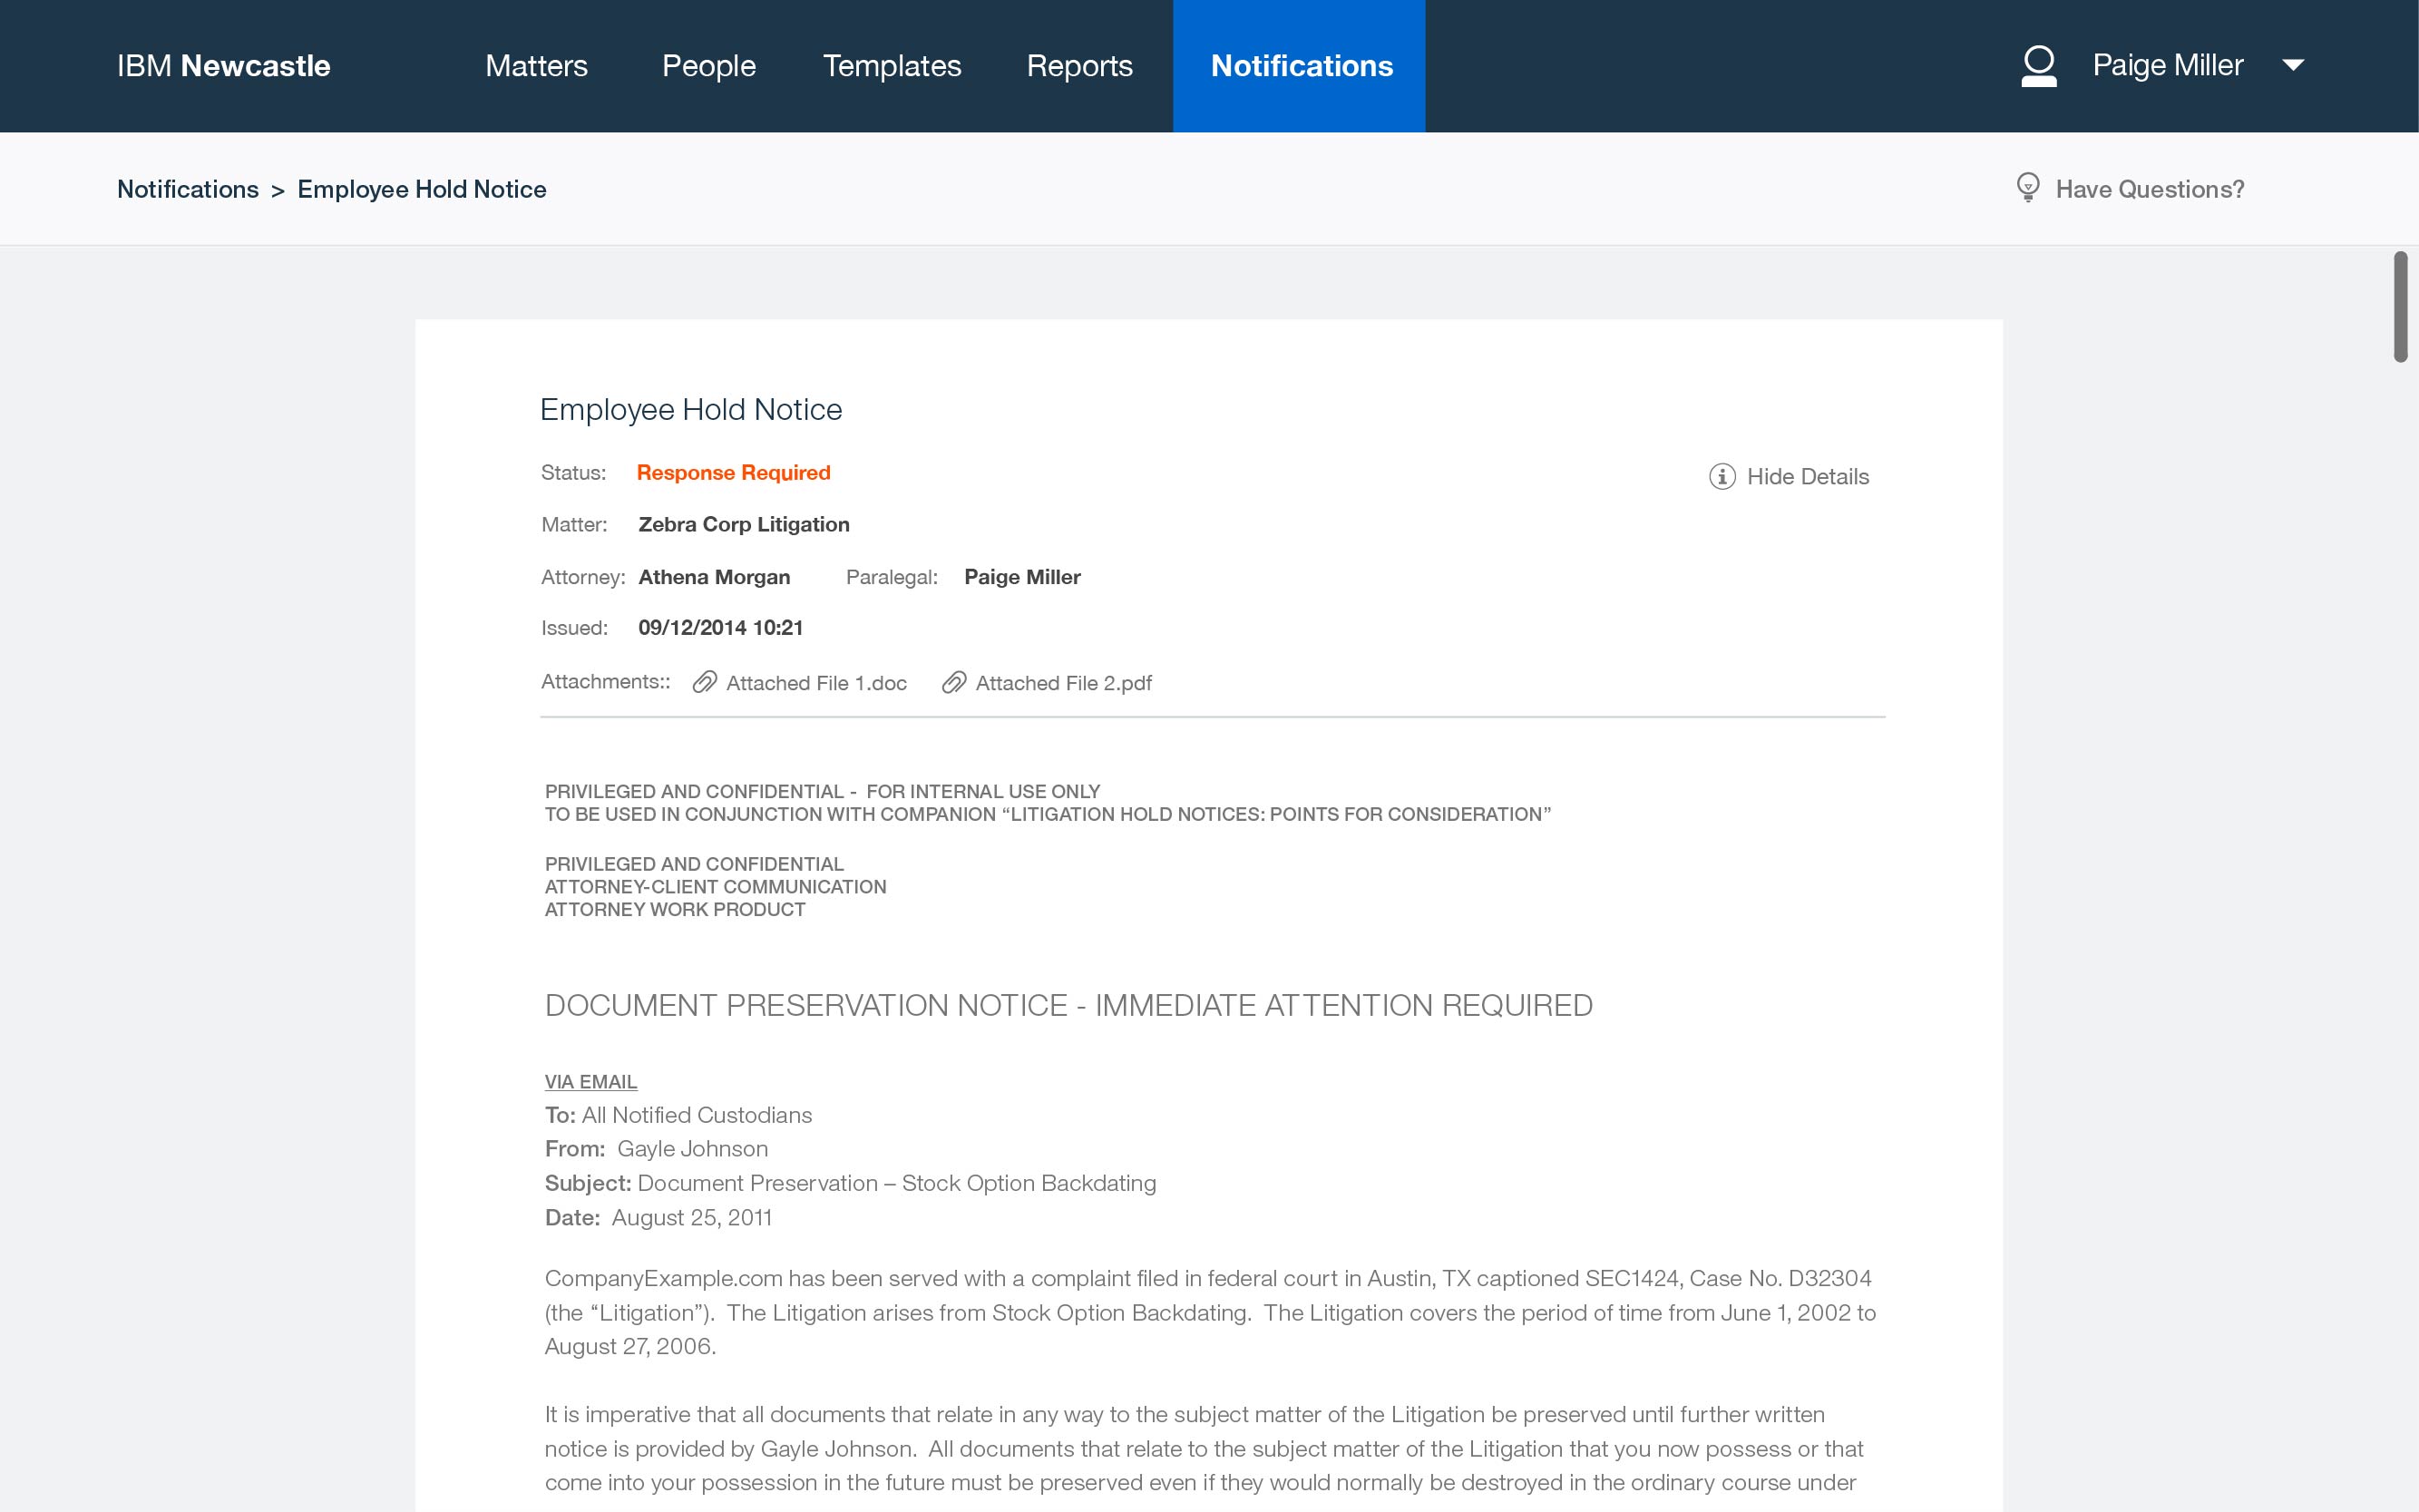 IBM Newcastle Matters People Templates Reports Notifications Paige Miller
Notifications > Employee Hold Notice Have Questions?
Employee Hold Notice
Status: Response Required Hide Details
Matter: Zebra Corp Litigation
Attorney: Athena Morgan Paralegal: Paige Miller
Issued: 09/12/2014 10:21
Attachments:: Attached File 1.doc Attached File 2.pdf
PRIVILEGED AND CONFIDENTIAL - FOR INTERNAL USE ONLY
TO BE USED IN CONJUNCTION WITH COMPANION “LITIGATION HOLD NOTICES: POINTS FOR CONSIDERATION”
PRIVILEGED AND CONFIDENTIAL
ATTORNEY-CLIENT COMMUNICATION
ATTORNEY WORK PRODUCT
DOCUMENT PRESERVATION NOTICE - IMMEDIATE ATTENTION REQUIRED
VIA EMAIL
To: All Notified Custodians
From: Gayle Johnson
Subject: Document Preservation – Stock Option Backdating
Date: August 25, 2011
CompanyExample.com has been served with a complaint filed in federal court in Austin, TX captioned SEC1424, Case No. D32304
(the “Litigation”). The Litigation arises from Stock Option Backdating. The Litigation covers the period of time from June 1, 2002 to
August 27, 2006.
It is imperative that all documents that relate in any way to the subject matter of the Litigation be preserved until further written
notice is provided by Gayle Johnson. All documents that relate to the subject matter of the Litigation that you now possess or that
come into your possession in the future must be preserved even if they would normally be destroyed in the ordinary course under